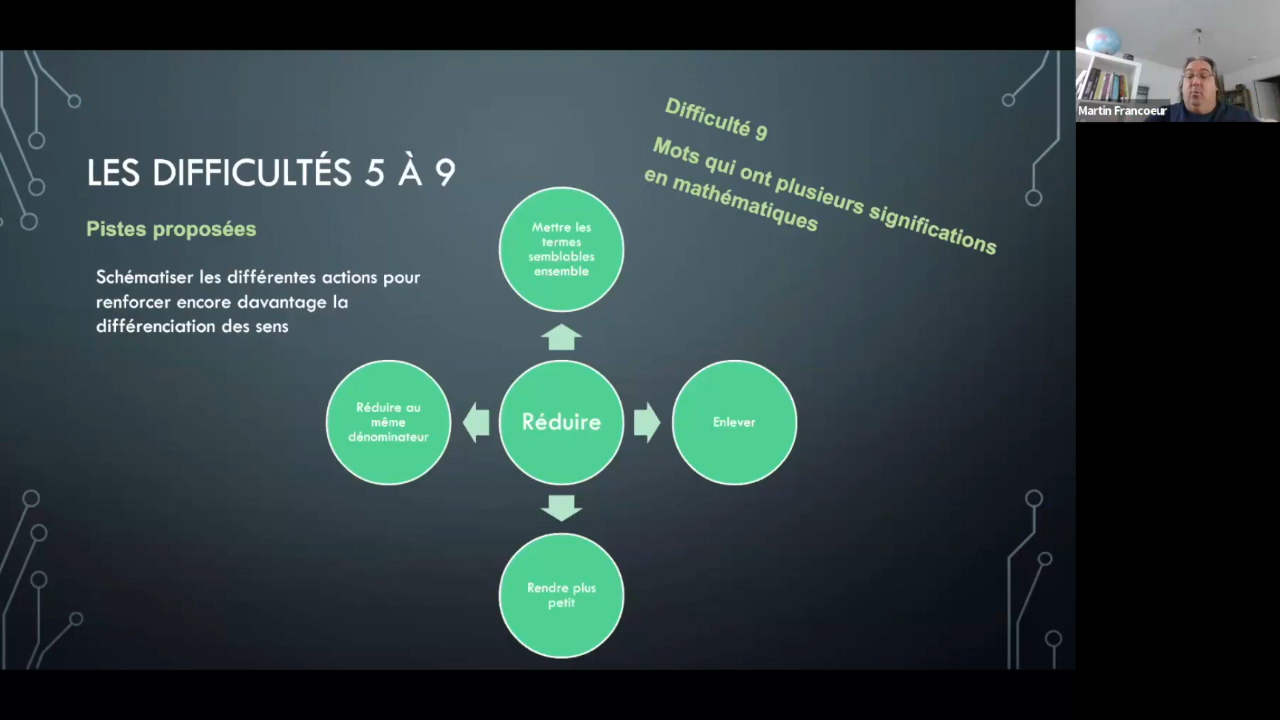 Martin Francoeur
Difficulté 9
Mots qui ont plusieurs significations
en mathématiques
LES DIFFICULTÉS 5 À 9
Pistes proposées
Schématiser les différentes actions pour
renforcer encore davantage la
différenciation des sens
Mettre les
termes
semblables
ensemble
Réduire au
même
dénominateur
Réduire
Enlever
Rendre plus
petit